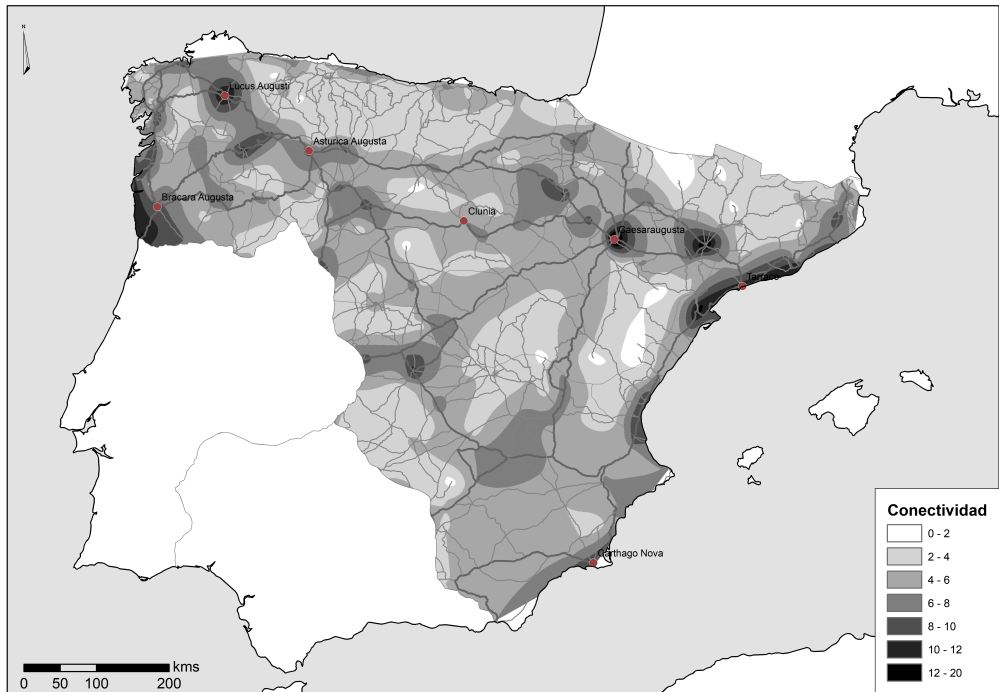 N
Lucus Augusti
Asturica Augusta
Bracara Augusta
Clunia
Caesaraugusta
Carthago Nova
Conectividad
0 - 2
2 - 4
4 - 6
6 - 8
8 - 10
10 - 12
12 - 20
kms
0 50 100 200